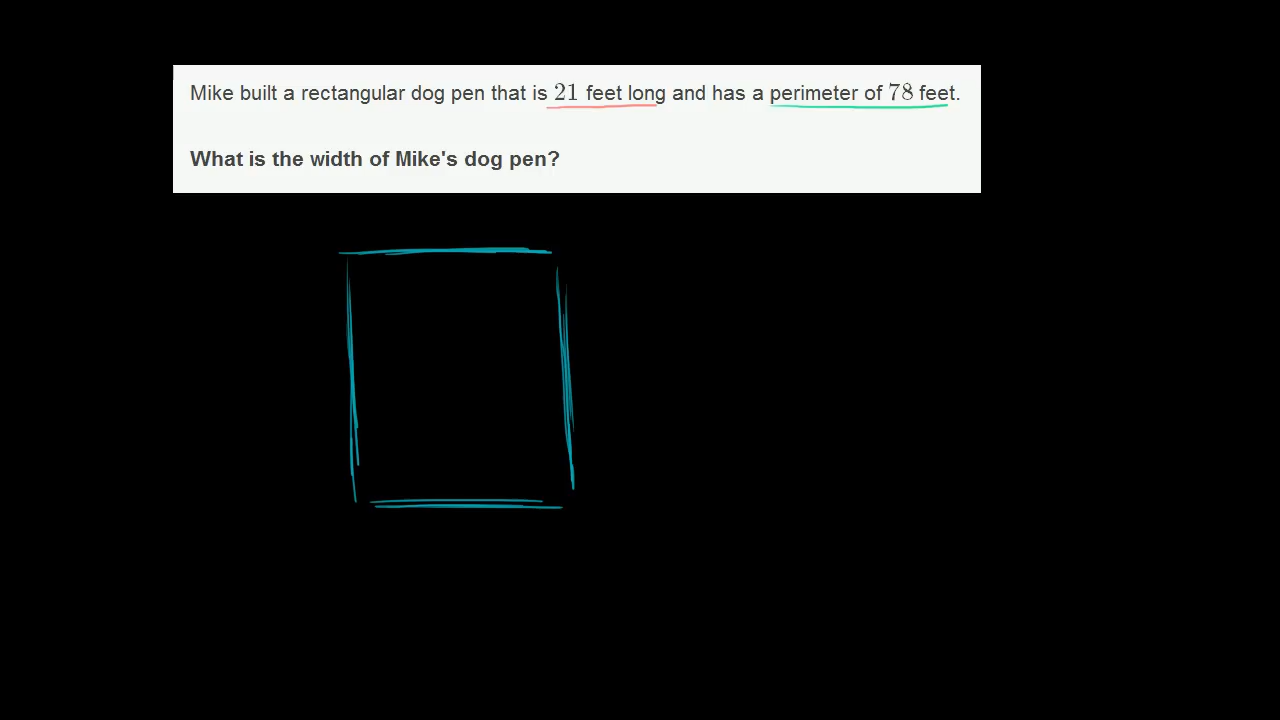 Mike built a rectangular dog pen that is 21 feet long and has a perimeter of 78 feet.
What is the width of Mike's dog pen?